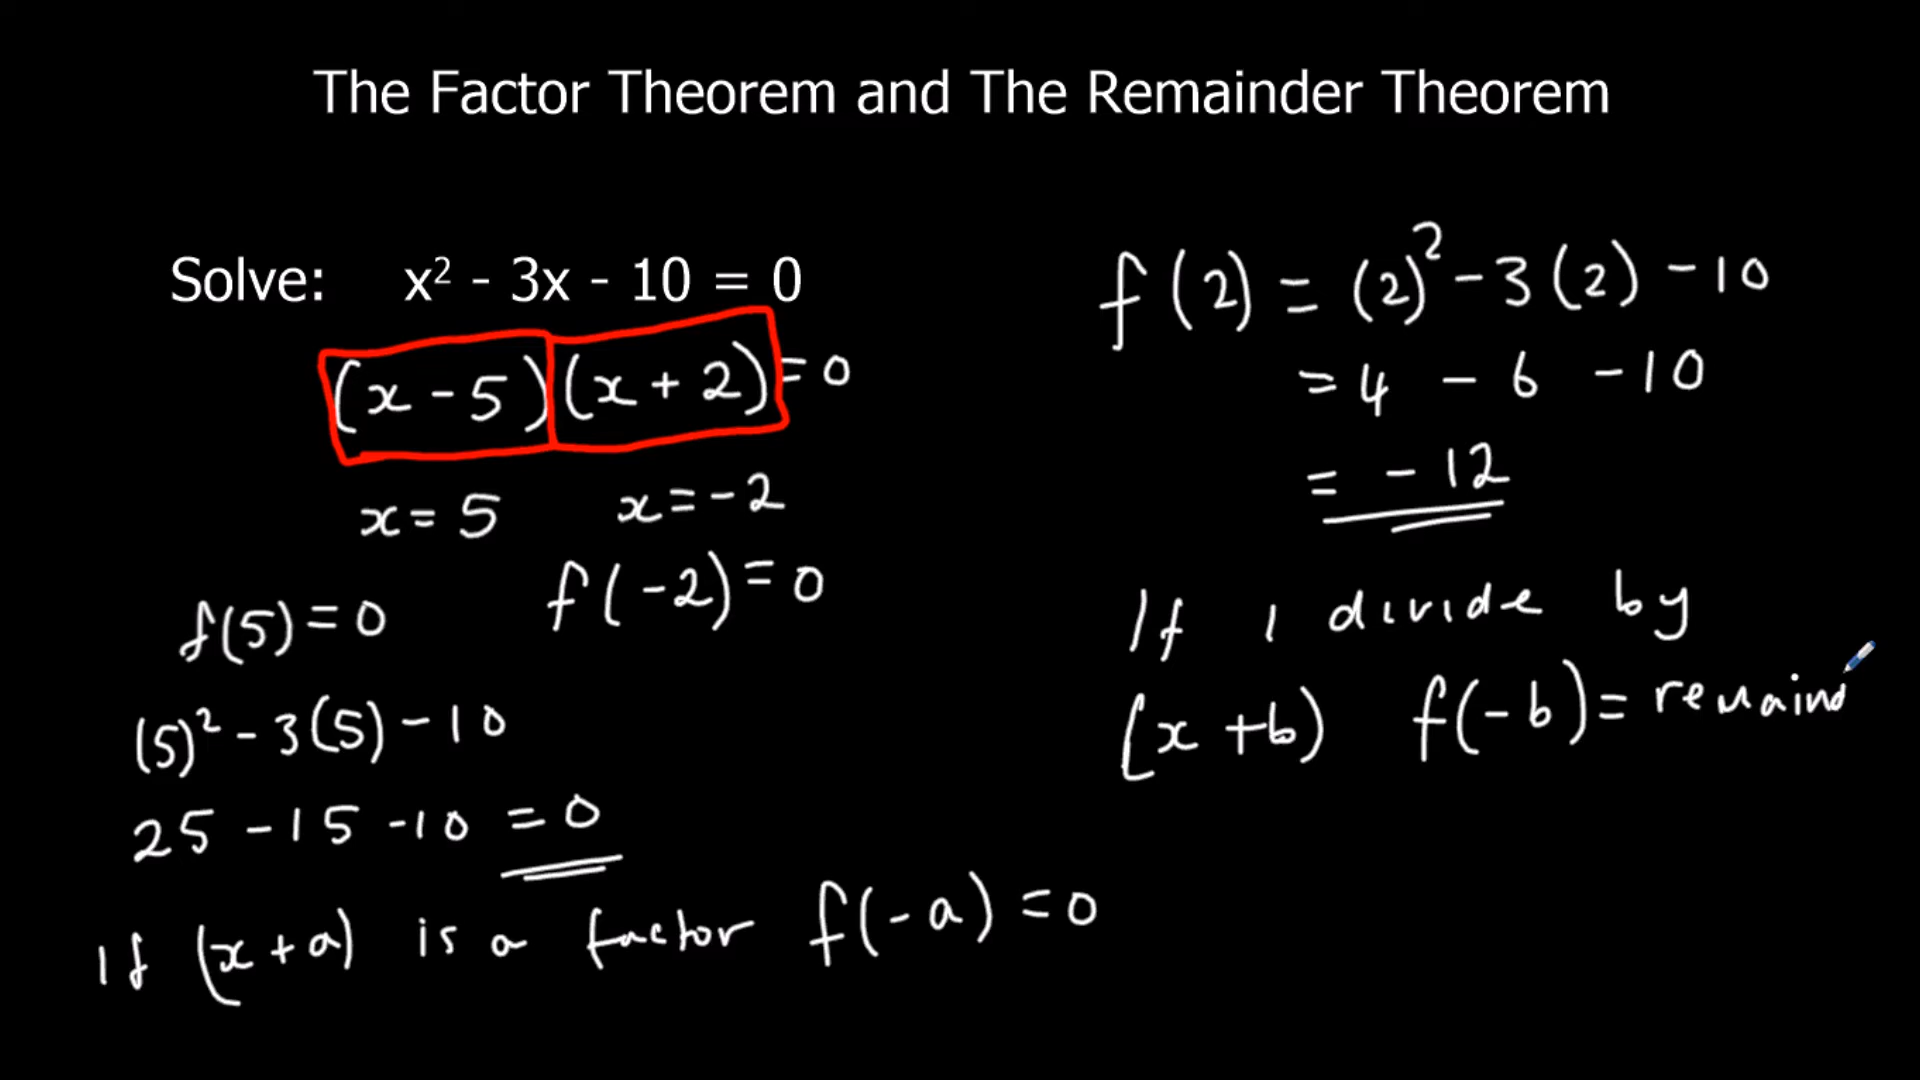 The Factor Theorem and The Remainder Theorem
Solve: x² - 3x - 10 = 0
(x - 5)(x + 2) = 0
x = 5 x = -2
f(5) = 0 f(-2) = 0
(5)² - 3(5) - 10
25 - 15 - 10 = 0
If (x + a) is a factor f(-a) = 0
f(2) = (2)² - 3(2) - 10
= 4 - 6 - 10
= -12
If I divide by
(x + b) f(-b) = remaind